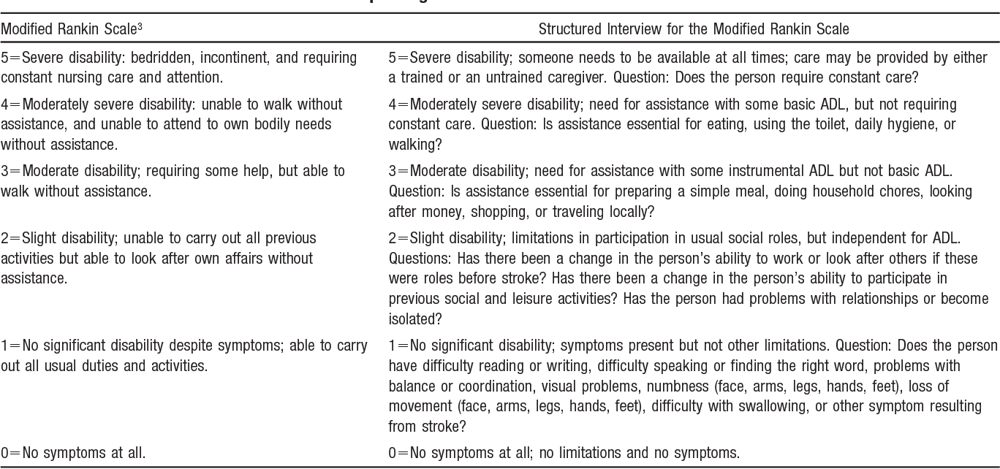 Modified Rankin Scale³
Structured Interview for the Modified Rankin Scale
5=Severe disability: bedridden, incontinent, and requiring
constant nursing care and attention.
5=Severe disability; someone needs to be available at all times; care may be provided by either
a trained or an untrained caregiver. Question: Does the person require constant care?
4=Moderately severe disability: unable to walk without
assistance, and unable to attend to own bodily needs
without assistance.
4=Moderately severe disability; need for assistance with some basic ADL, but not requiring
constant care. Question: Is assistance essential for eating, using the toilet, daily hygiene, or
walking?
3=Moderate disability; requiring some help, but able to
walk without assistance.
3=Moderate disability; need for assistance with some instrumental ADL but not basic ADL.
Question: Is assistance essential for preparing a simple meal, doing household chores, looking
after money, shopping, or traveling locally?
2=Slight disability; unable to carry out all previous
activities but able to look after own affairs without
assistance.
2=Slight disability; limitations in participation in usual social roles, but independent for ADL.
Questions: Has there been a change in the person's ability to work or look after others if these
were roles before stroke? Has there been a change in the person's ability to participate in
previous social and leisure activities? Has the person had problems with relationships or become
isolated?
1=No significant disability despite symptoms; able to carry
out all usual duties and activities.
1=No significant disability; symptoms present but not other limitations. Question: Does the person
have difficulty reading or writing, difficulty speaking or finding the right word, problems with
balance or coordination, visual problems, numbness (face, arms, legs, hands, feet), loss of
movement (face, arms, legs, hands, feet), difficulty with swallowing, or other symptom resulting
from stroke?
0=No symptoms at all.
0=No symptoms at all; no limitations and no symptoms.